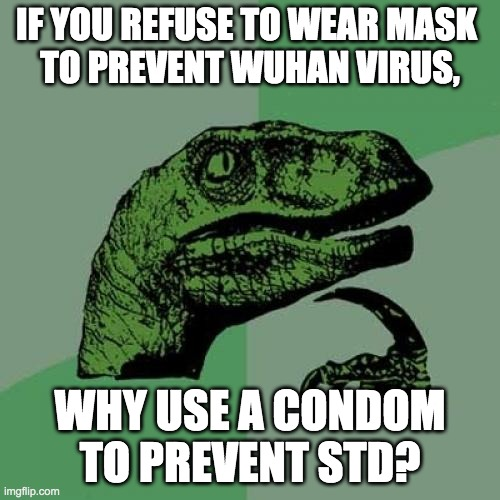 IF YOU REFUSE TO WEAR MASK
TO PREVENT WUHAN VIRUS,
WHY USE A CONDOM
TO PREVENT STD?
imgflip.com